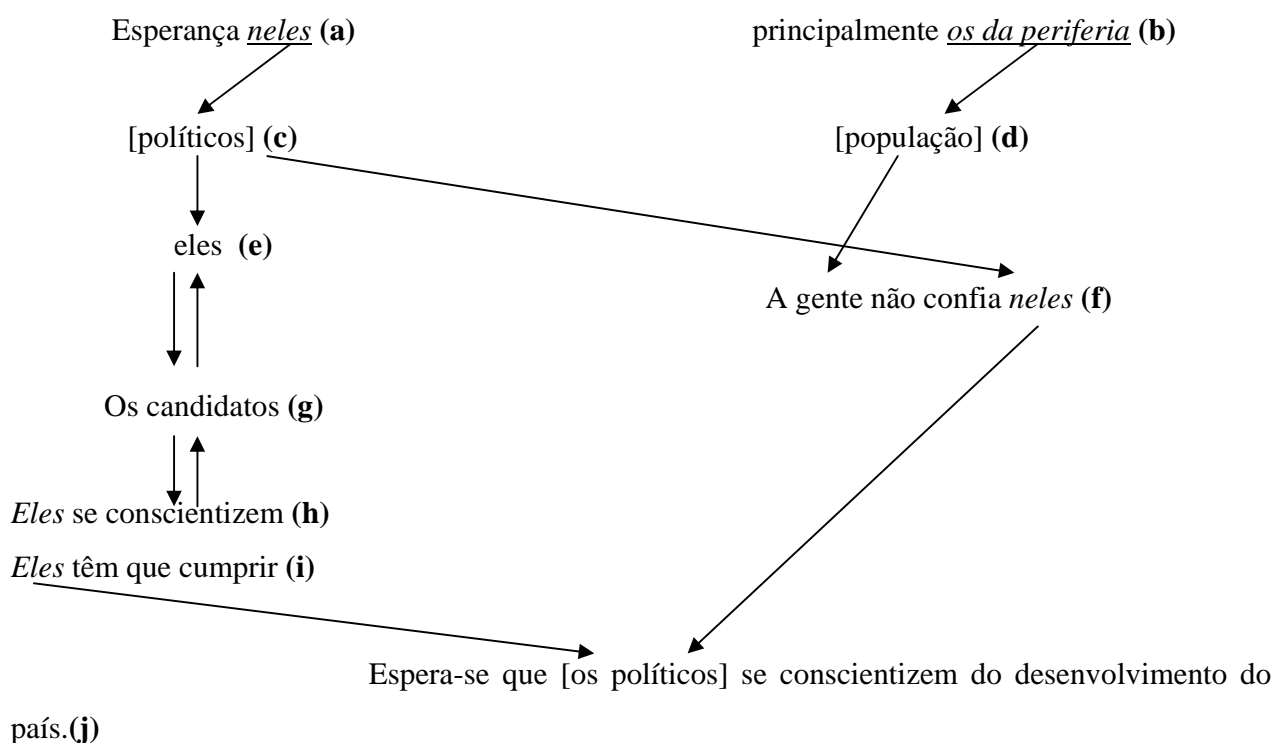 Esperança neles (a)
principalmente os da periferia (b)
[políticos] (c)
[população] (d)
eles (e)
A gente não confia neles (f)
Os candidatos (g)
Eles se conscientizem (h)
Eles têm que cumprir (i)
Espera-se que [os políticos] se conscientizem do desenvolvimento do
país.(j)